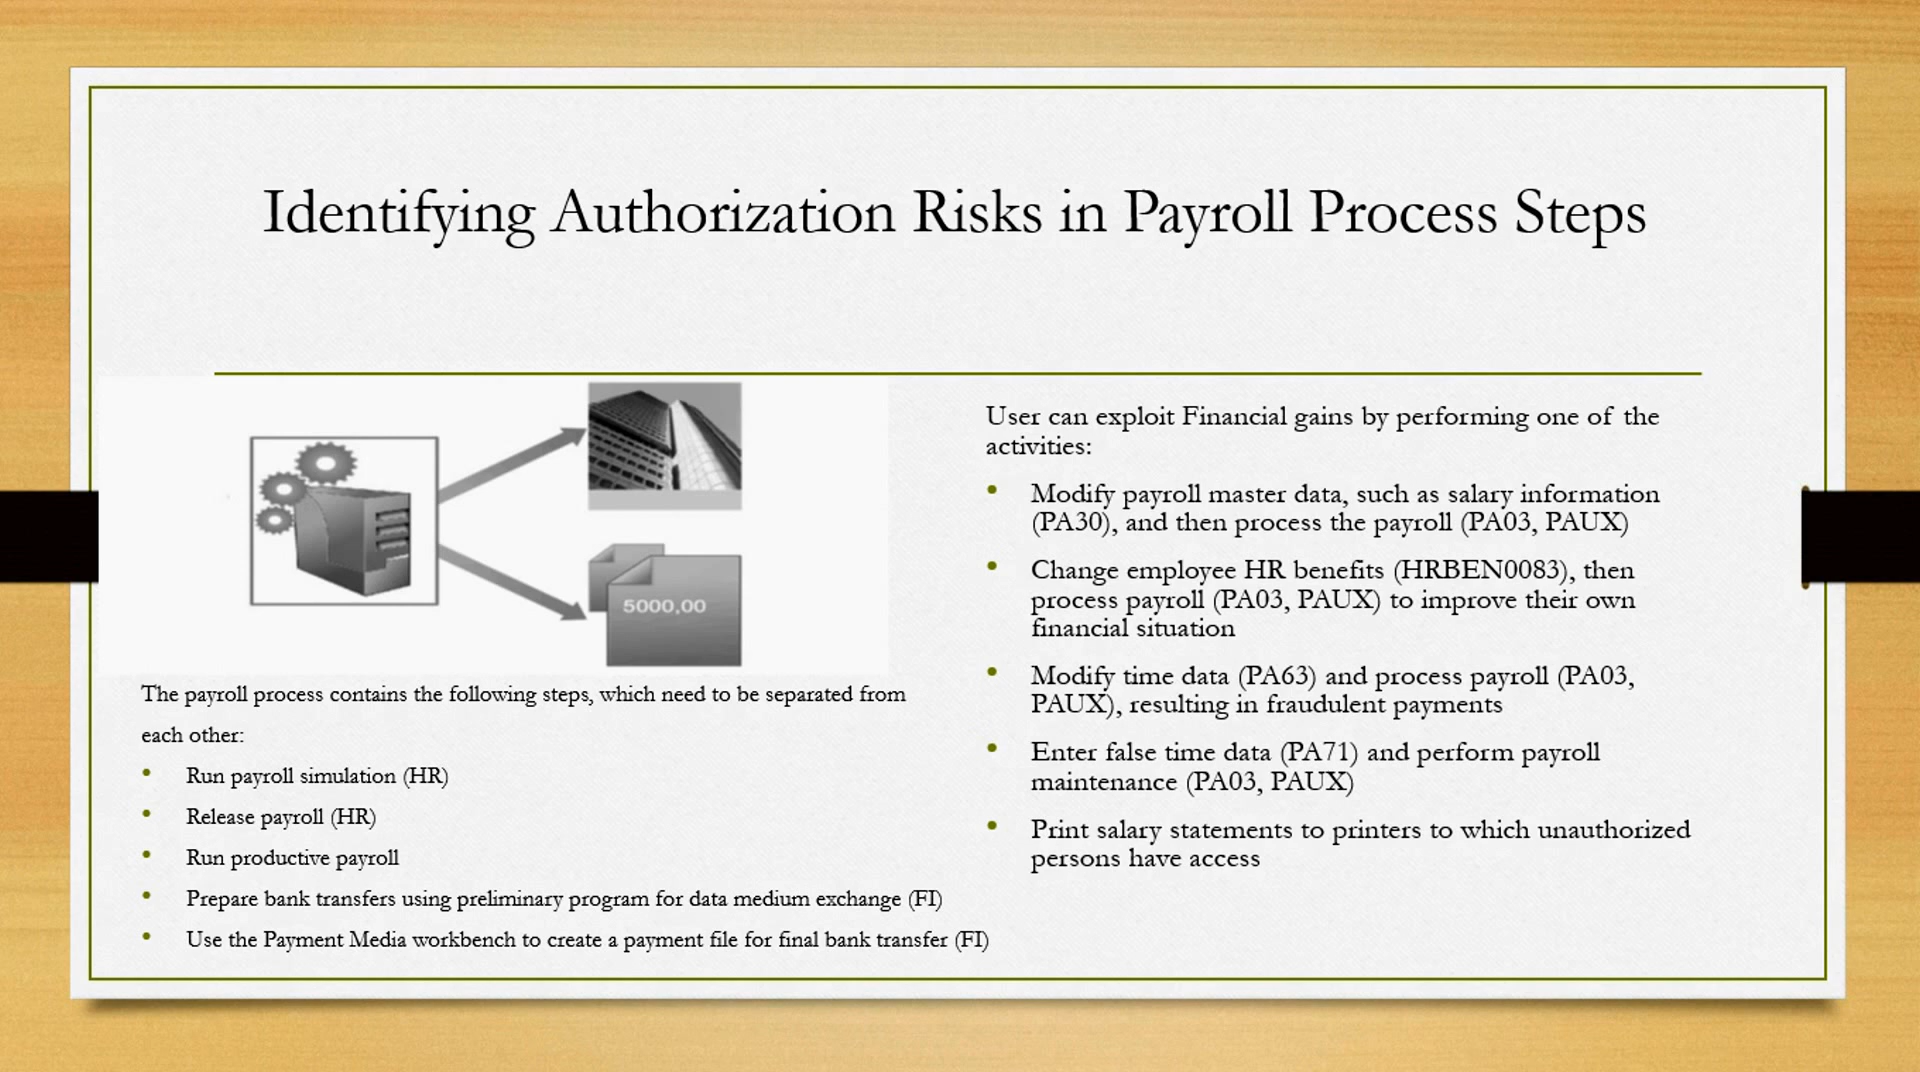 Identifying Authorization Risks in Payroll Process Steps
5000,00
The payroll process contains the following steps, which need to be separated from
each other:
• Run payroll simulation (HR)
• Release payroll (HR)
• Run productive payroll
• Prepare bank transfers using preliminary program for data medium exchange (FI)
• Use the Payment Media workbench to create a payment file for final bank transfer (FI)
User can exploit Financial gains by performing one of the
activities:
• Modify payroll master data, such as salary information
(PA30), and then process the payroll (PA03, PAUX)
• Change employee HR benefits (HRBEN0083), then
process payroll (PA03, PAUX) to improve their own
financial situation
• Modify time data (PA63) and process payroll (PA03,
PAUX), resulting in fraudulent payments
• Enter false time data (PA71) and perform payroll
maintenance (PA03, PAUX)
• Print salary statements to printers to which unauthorized
persons have access